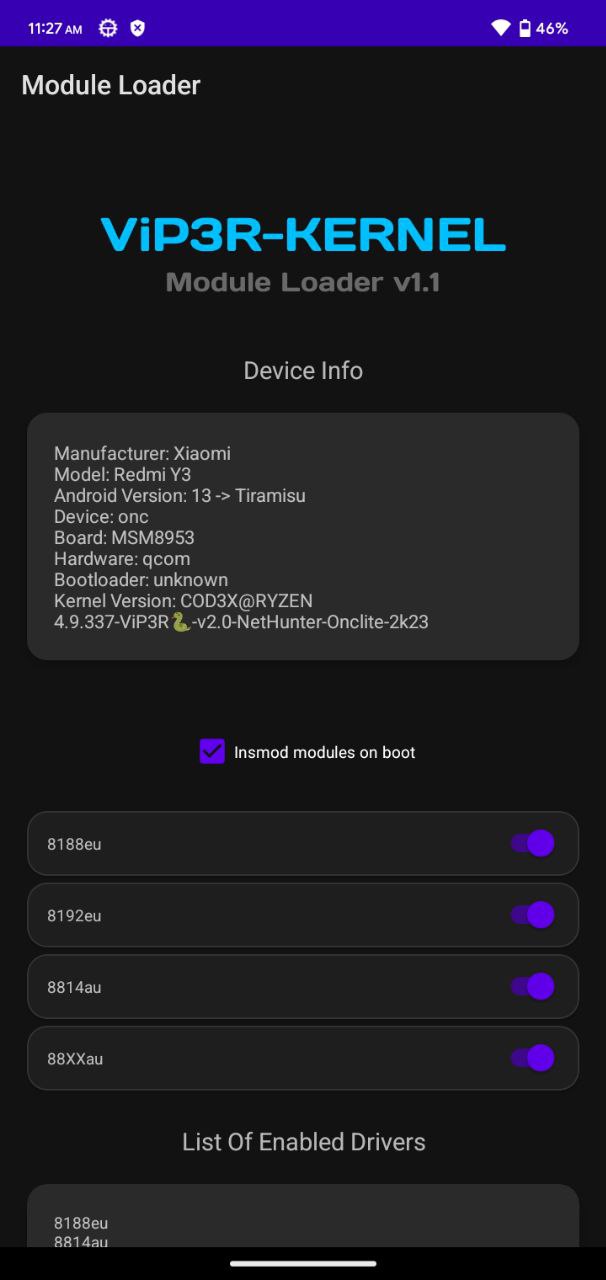 11:27 AM 46%
Module Loader
ViP3R-KERNEL
Module Loader v1.1
Device Info
Manufacturer: Xiaomi
Model: Redmi Y3
Android Version: 13 -> Tiramisu
Device: onc
Board: MSM8953
Hardware: qcom
Bootloader: unknown
Kernel Version: COD3X@RYZEN
4.9.337-ViP3R🐍-v2.0-NetHunter-Onclite-2k23
Insmod modules on boot
8188eu
8192eu
8814au
88XXau
List Of Enabled Drivers
8188eu
8814au